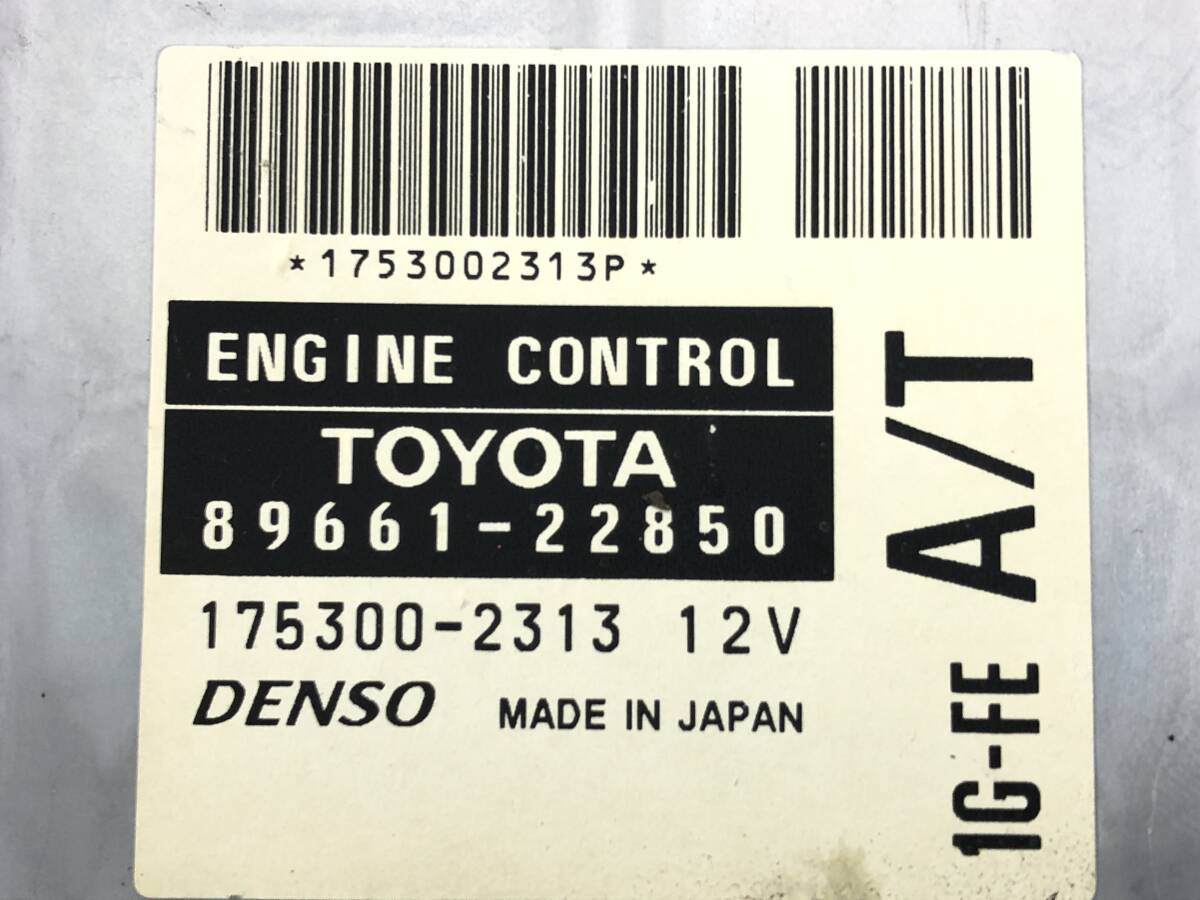 *1753002313P*
ENGINE CONTROL
TOYOTA
89661-22850
175300-2313 12V
DENSO MADE IN JAPAN
1G-FE A/T